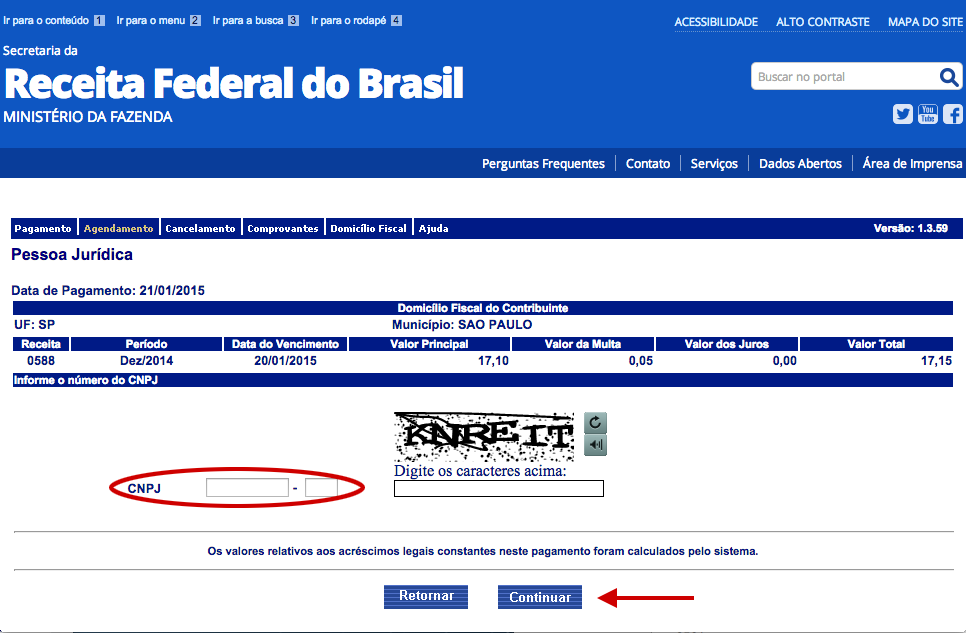 Ir para o conteúdo 1 Ir para o menu 2 Ir para a busca 3 Ir para o rodapé 4
ACESSIBILIDADE ALTO CONTRASTE MAPA DO SITE
Secretaria da
Receita Federal do Brasil
MINISTÉRIO DA FAZENDA
Buscar no portal
You Tube
Perguntas Frequentes Contato Serviços Dados Abertos Área de Imprensa
Pagamento Agendamento Cancelamento Comprovantes Domicílio Fiscal Ajuda Versão: 1.3.59
Pessoa Jurídica
Data de Pagamento: 21/01/2015
Domicílio Fiscal do Contribuinte
UF: SP Município: SAO PAULO
Receita Período Data do Vencimento Valor Principal Valor da Multa Valor dos Juros Valor Total
0588 Dez/2014 20/01/2015 17,10 0,05 0,00 17,15
Informe o número do CNPJ
Digite os caracteres acima:
CNPJ -
Os valores relativos aos acréscimos legais constantes neste pagamento foram calculados pelo sistema.
Retornar Continuar